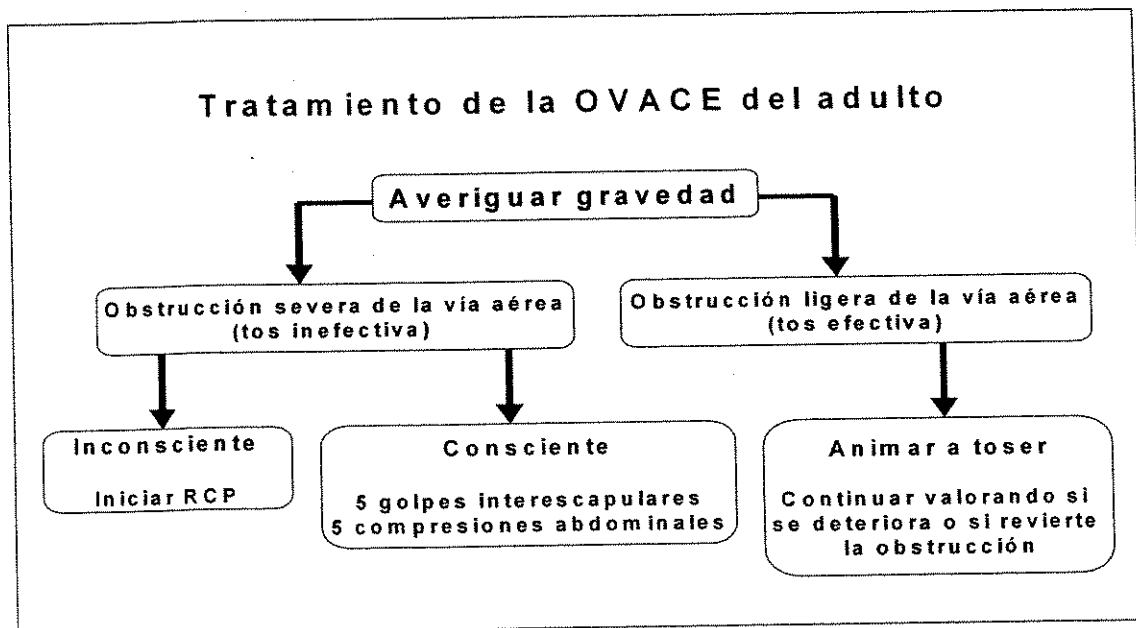 Tratamiento de la OVACE del adulto
Averiguar gravedad
Obstrucción severa de la vía aérea
(tos inefectiva)
Obstrucción ligera de la vía aérea
(tos efectiva)
Inconsciente
Iniciar RCP
Consciente
5 golpes interescapulares
5 compresiones abdominales
Animar a toser
Continuar valorando si
se deteriora o si revierte
la obstrucción